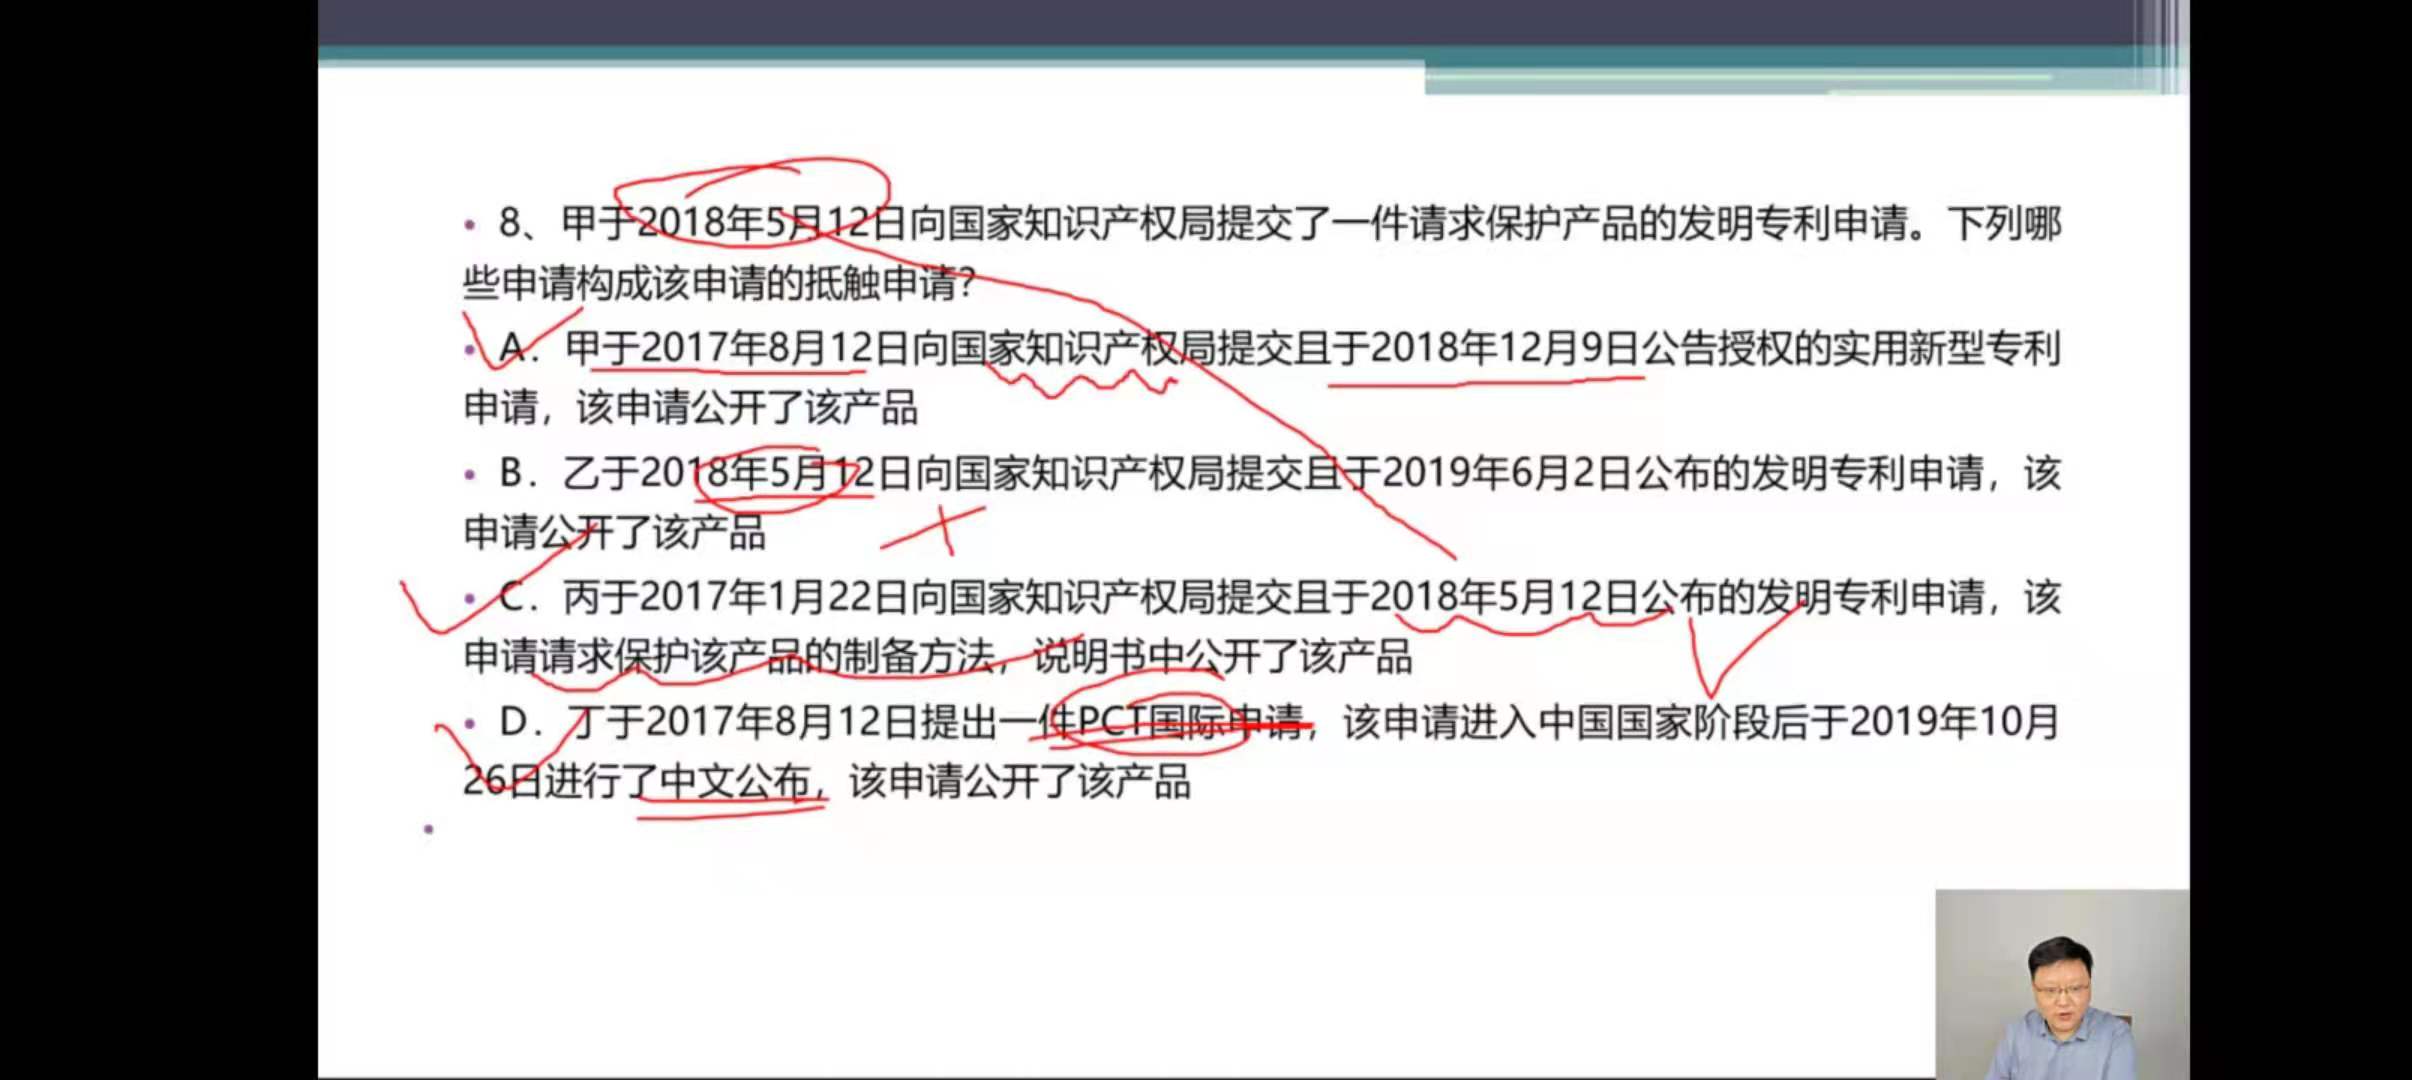 8、甲于2018年5月12日向国家知识产权局提交了一件请求保护产品的发明专利申请。下列哪
些申请构成该申请的抵触申请?
A．甲于2017年8月12日向国家知识产权局提交且于2018年12月9日公告授权的实用新型专利
申请，该申请公开了该产品
B．乙于2018年5月12日向国家知识产权局提交且于2019年6月2日公布的发明专利申请，该
申请公开了该产品
C．丙于2017年1月22日向国家知识产权局提交且于2018年5月12日公布的发明专利申请，该
申请请求保护该产品的制备方法，说明书中公开了该产品
D．丁于2017年8月12日提出一件PCT国际申请，该申请进入中国国家阶段后于2019年10月
26日进行了中文公布，该申请公开了该产品